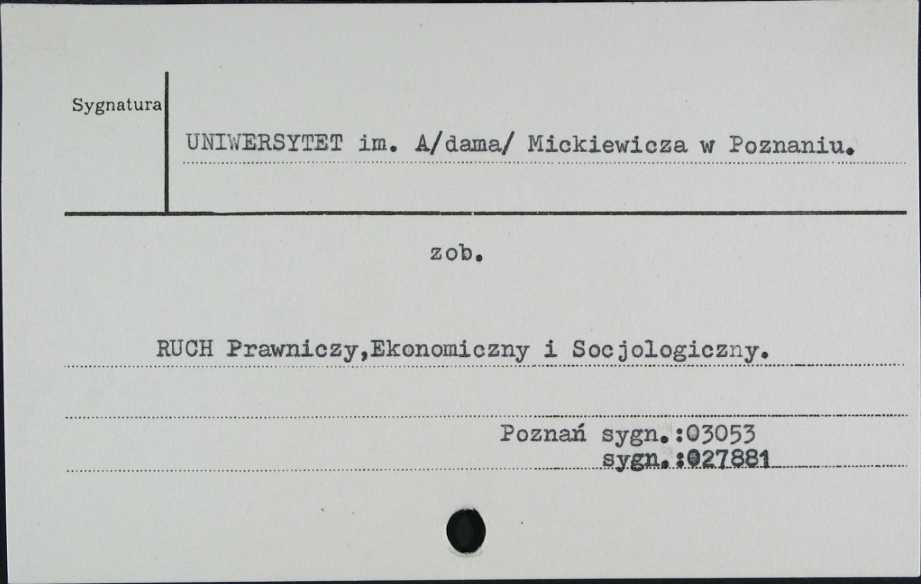 Sygnatura
UNIWERSYTET im. A/dama/ Mickiewicza w Poznaniu.
zob.
RUCH Prawniczy,Ekonomiczny i Socjologiczny.
Poznań sygn.:03053
sygn.:027881